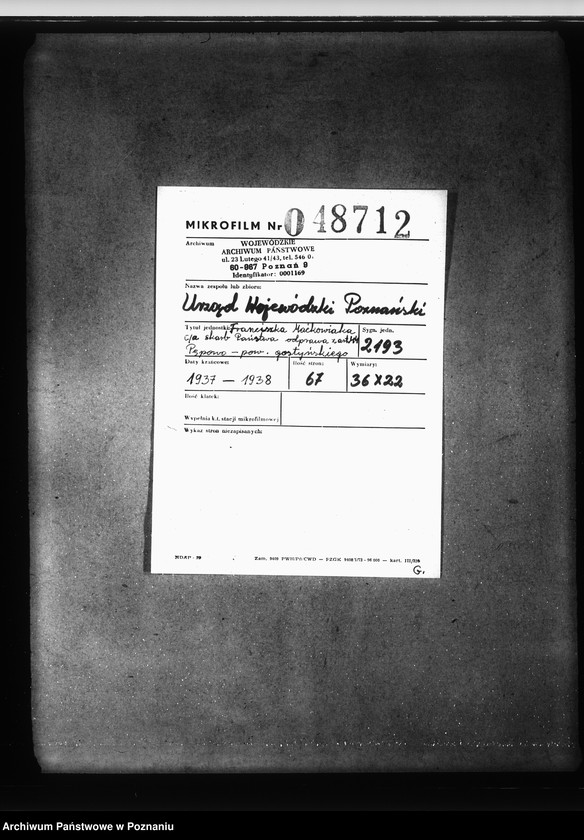 MIKROFILM Nr 048712
Archiwum WOJEWÓDZKIE
ARCHIWUM PAŃSTWOWE
ul. 23 Lutego 41/43, tel. 546 0.
60-967 Poznań 9
Identyfikator: 0001169
Nazwa zespołu lub zbioru:
Urząd Wojewódzki Poznański
Tytuł jednostki: Franciszka Maćkowiaka Sygn. jedn.
c/a skarb Państwa odprawa z 2193
Pępowo — pow. gostyńskiego
Daty krańcowe: Ilość stron: Wymiary:
1937 — 1938 67 36 X 22
Ilość klatek:
Wypełnia k.t. stacji mikrofilmowej
Wykaz stron niezapisanych:
NDAP
G.
Archiwum Państwowe w Poznaniu